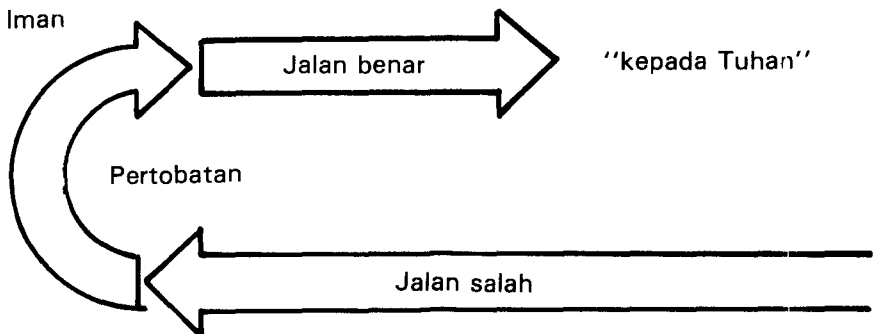 Iman
Jalan benar
''kepada Tuhan''
Pertobatan
Jalan salah